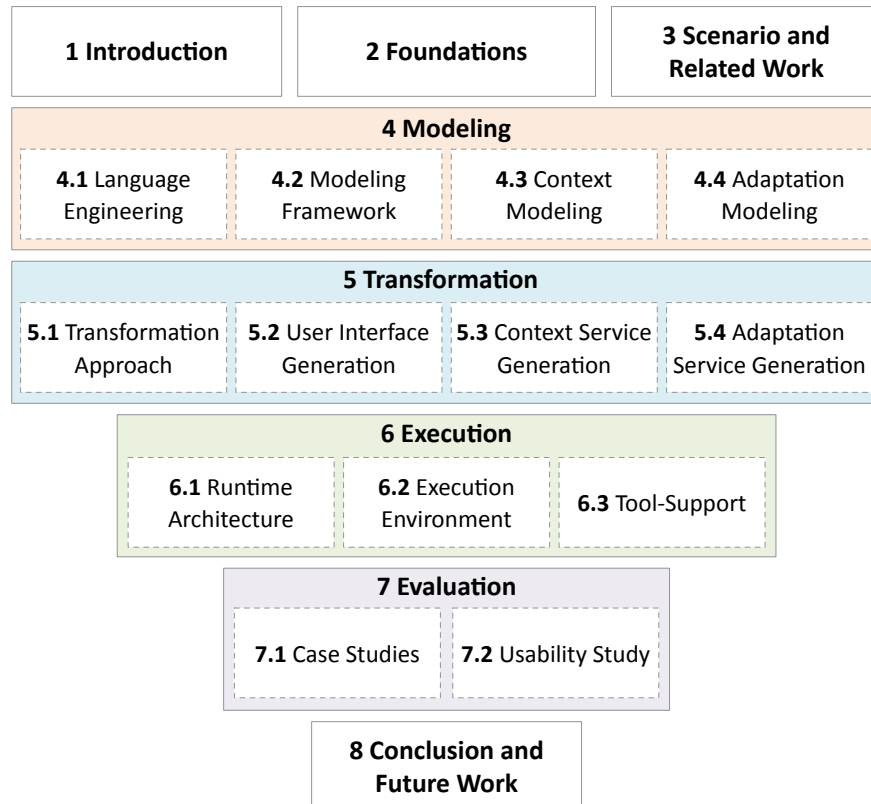 1 Introduction
2 Foundations
3 Scenario and
Related Work
4 Modeling
4.1 Language
Engineering
4.2 Modeling
Framework
4.3 Context
Modeling
4.4 Adaptation
Modeling
5 Transformation
5.1 Transformation
Approach
5.2 User Interface
Generation
5.3 Context Service
Generation
5.4 Adaptation
Service Generation
6 Execution
6.1 Runtime
Architecture
6.2 Execution
Environment
6.3 Tool-Support
7 Evaluation
7.1 Case Studies
7.2 Usability Study
8 Conclusion and
Future Work